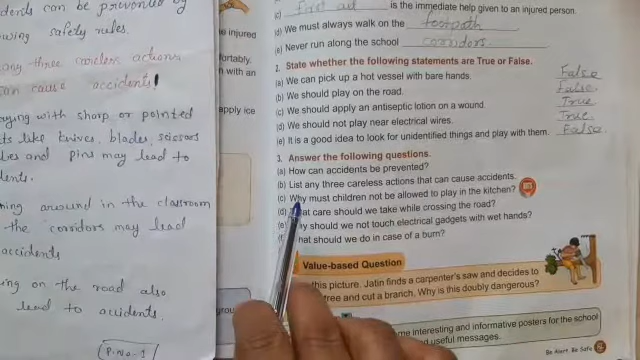 dents can be prevented by
wing safety rules.
any three careless actions
can cause accidents!
aying with sharp or pointed
ts like knives, blades, scissors
les and pins may lead to
dents.
ning around in the classroom
the corridors may lead
accidents
ng on the road also
lead to accidents.
(P.No.1)
e injured
fortably.
n with an
apply ice
grou
(c) first aid is the immediate help given to an injured person.
(d) We must always walk on the footpath
(e) Never run along the school corridors.
2. State whether the following statements are True or False.
(a) We can pick up a hot vessel with bare hands. False
(b) We should play on the road. False
(c) We should apply an antiseptic lotion on a wound. True
(d) We should not play near electrical wires. True
(e) It is a good idea to look for unidentified things and play with them. False
3. Answer the following questions.
(a) How can accidents be prevented?
(b) List any three careless actions that can cause accidents.
(c) Why must children not be allowed to play in the kitchen?
(d) at care should we take while crossing the road?
(e) y should we not touch electrical gadgets with wet hands?
hat should we do in case of a burn?
Value-based Question
this picture. Jatin finds a carpenter's saw and decides to
tree and cut a branch. Why is this doubly dangerous?
me interesting and informative posters for the school
d useful messages.
Be Alert, Be Safe